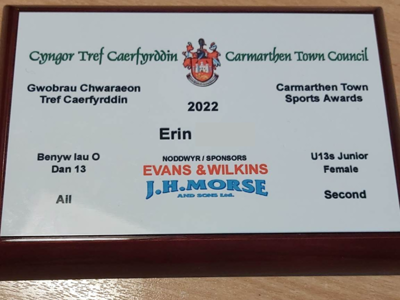 Cyngor Tref Caerfyrddin Carmarthen Town Council
Gwobrau Chwaraeon
Tref Caerfyrddin
2022
Carmarthen Town
Sports Awards
Erin
Benyw Iau O
Dan 13
NODDWYR / SPONSORS
EVANS & WILKINS
J.H.MORSE
AND SONS Ltd.
U13s Junior
Female
Ail
Second